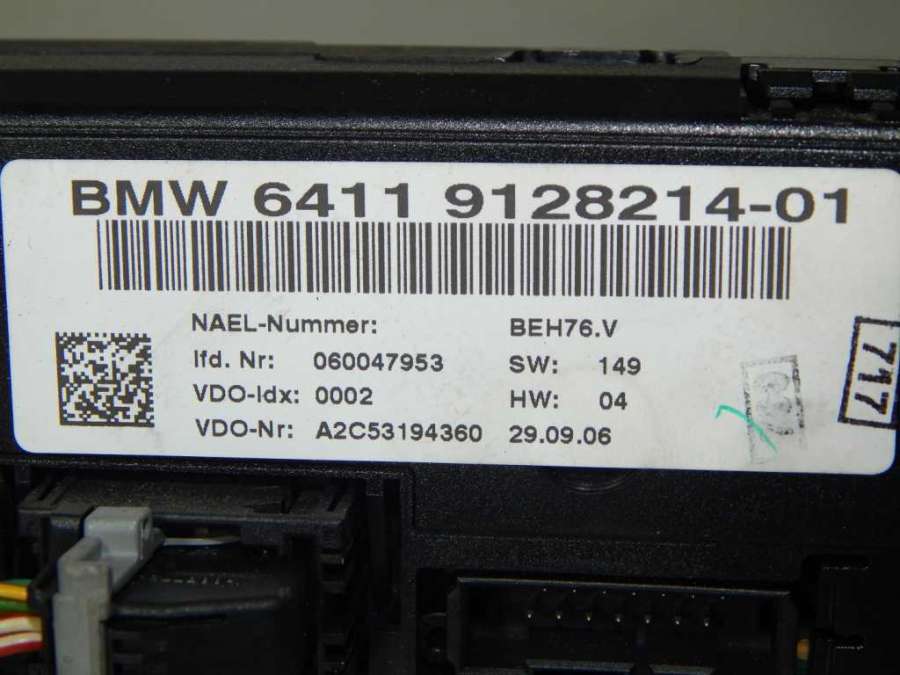 BMW 6411 9128214-01
NAEL-Nummer: BEH76.V
lfd. Nr: 060047953 SW: 149
VDO-Idx: 0002 HW: 04
VDO-Nr: A2C53194360 29.09.06
717